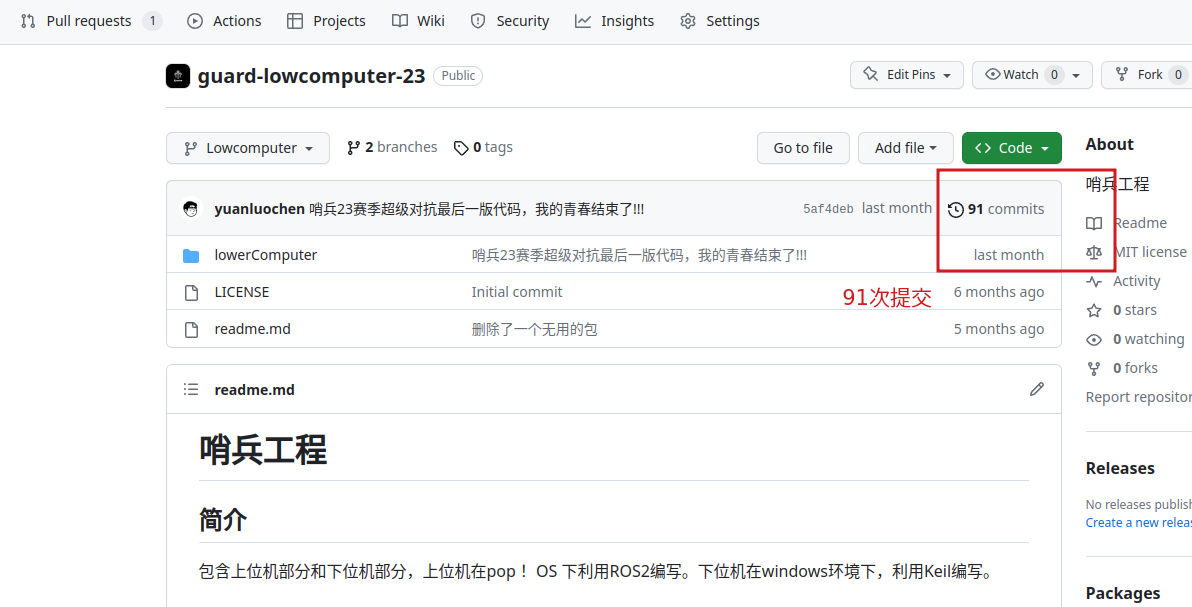 Pull requests 1 Actions Projects Wiki Security Insights Settings
guard-lowcomputer-23 Public Edit Pins Watch 0 Fork 0
Lowcomputer 2 branches 0 tags Go to file Add file Code
About
哨兵工程
yuanluochen 哨兵23赛季超级对抗最后一版代码，我的青春结束了!!! 5af4deb last month 91 commits
Readme
lowerComputer 哨兵23赛季超级对抗最后一版代码，我的青春结束了!!! last month
MIT license
Activity
LICENSE Initial commit 6 months ago
91次提交
0 stars
readme.md 删除了一个无用的包 5 months ago
0 watching
0 forks
readme.md
Report
哨兵工程
Releases
No releases
简介
Create a new
包含上位机部分和下位机部分，上位机在pop！OS 下利用ROS2编写。下位机在windows环境下，利用Keil编写。
Packages